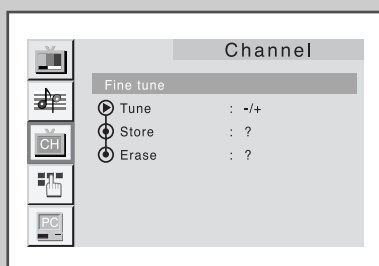 Channel
Fine tune
Tune : -/+
Store : ?
CH
Erase : ?
PC